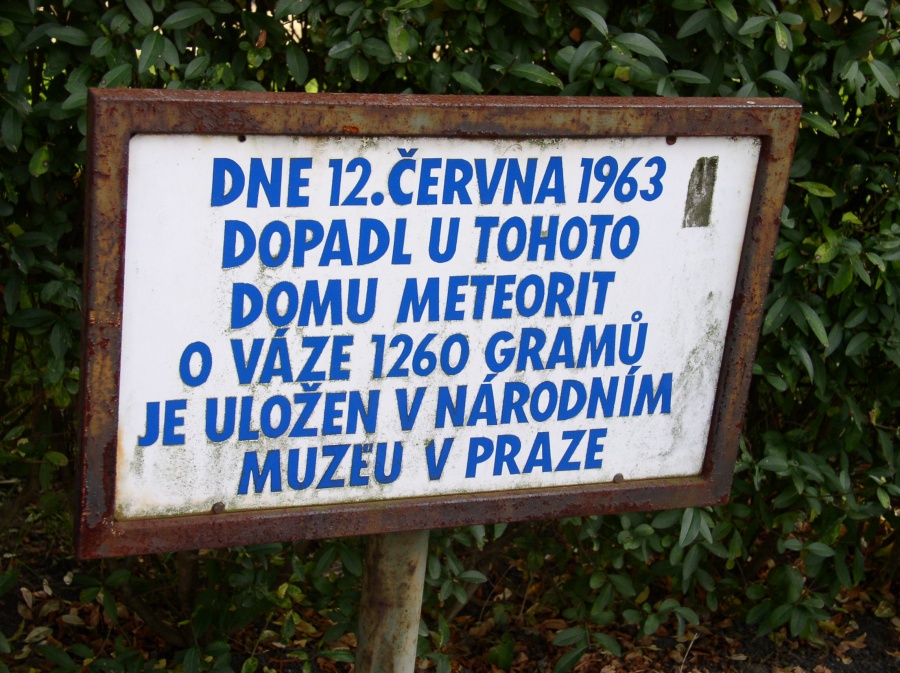 DNE 12.ČERVNA 1963
DOPADL U TOHOTO
DOMU METEORIT
O VÁZE 1260 GRAMŮ
JE ULOŽEN V NÁRODNÍM
MUZEU V PRAZE